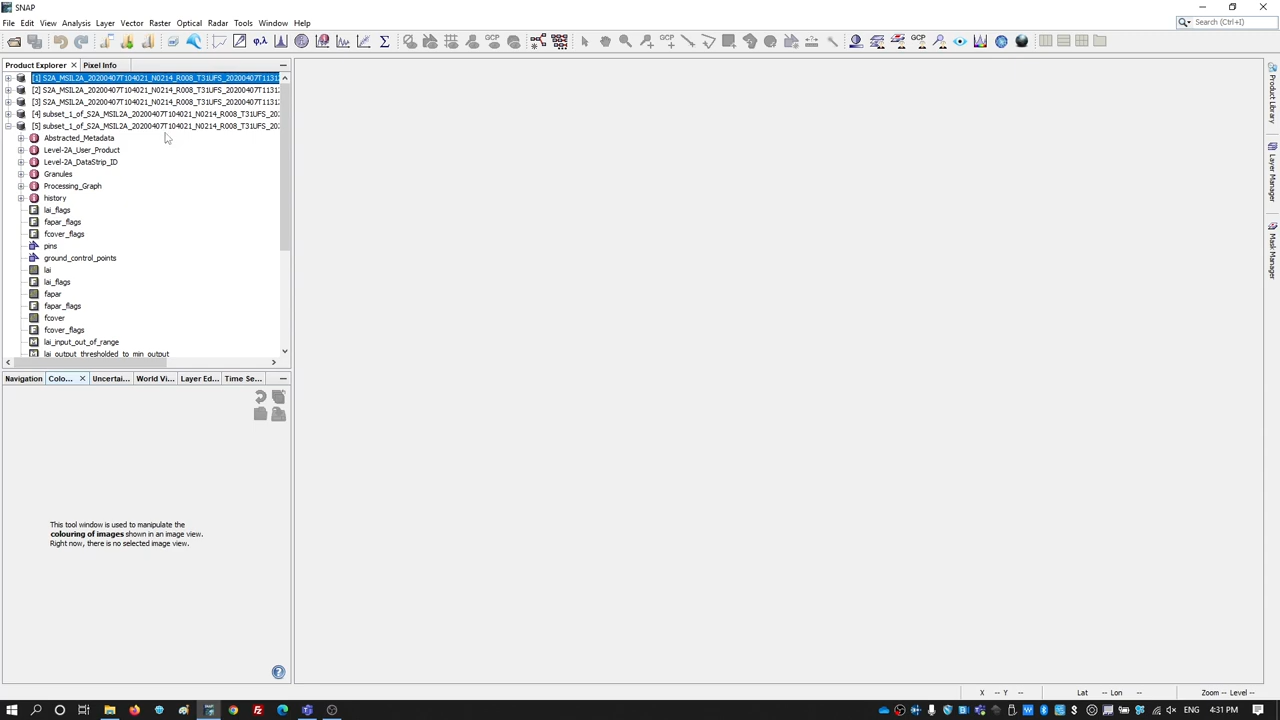 SNAP
File Edit View Analysis Layer Vector Raster Optical Radar Tools Window Help
Search (Ctrl+I)
GCP GCP
Product Explorer Pixel Info
[1] S2A_MSIL2A_20200407T104021_N0214_R008_T31UFS_20200407T1131
[2] S2A_MSIL2A_20200407T104021_N0214_R008_T31UFS_20200407T1131
[3] S2A_MSIL2A_20200407T104021_N0214_R008_T31UFS_20200407T1131
[4] subset_1_of_S2A_MSIL2A_20200407T104021_N0214_R008_T31UFS_20
[5] subset_1_of_S2A_MSIL2A_20200407T104021_N0214_R008_T31UFS_20
Abstracted_Metadata
Level-2A_User_Product
Level-2A_DataStrip_ID
Granules
Processing_Graph
history
lai_flags
fapar_flags
fcover_flags
pins
ground_control_points
lai
lai_flags
fapar
fapar_flags
fcover
fcover_flags
lai_input_out_of_range
lai_output_thresholded_to_min_output
Navigation Colo... Uncertai... World Vi... Layer Ed... Time Se...
This tool window is used to manipulate the
colouring of images shown in an image view.
Right now, there is no selected image view.
Product Library
Layer Manager
Mask Manager
X -- Y -- Lat -- Lon -- Zoom -- Level --
ENG 4:31 PM